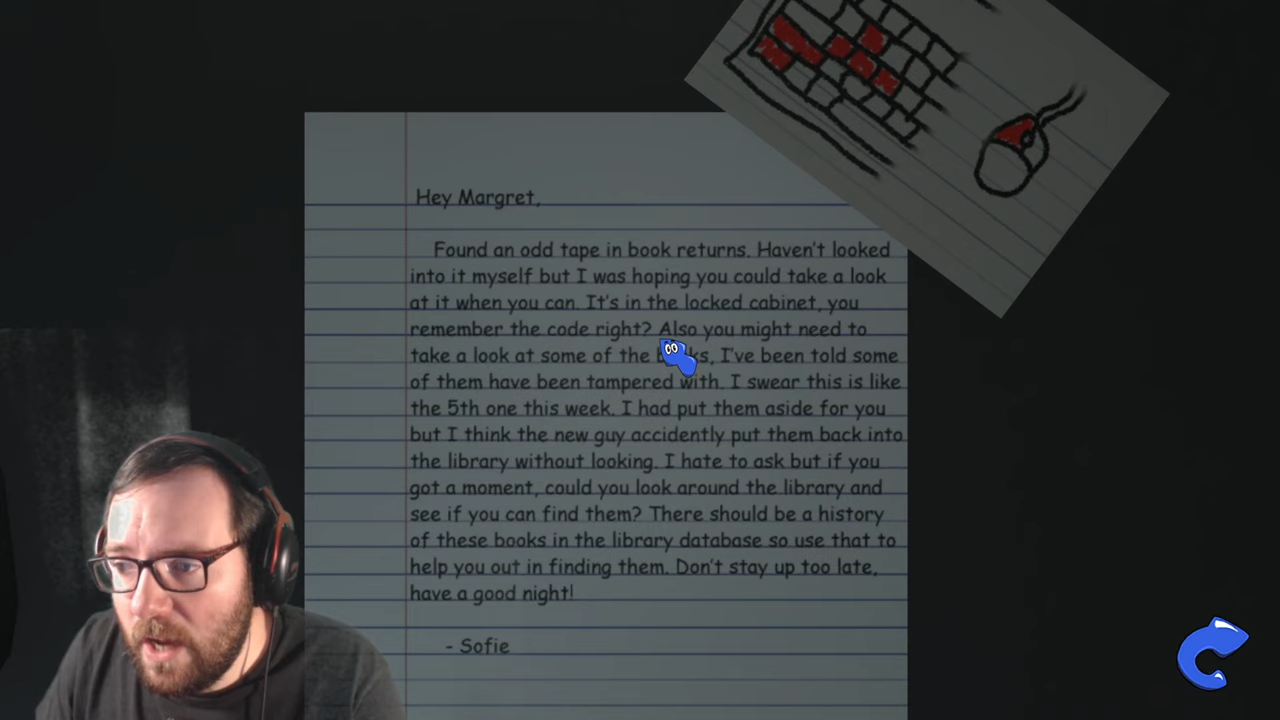 Hey Margret,
Found an odd tape in book returns. Haven't looked
into it myself but I was hoping you could take a look
at it when you can. It's in the locked cabinet, you
remember the code right? Also you might need to
take a look at some of the I've been told some
of them have been tampered with. I swear this is like
the 5th one this week. I had put them aside for you
but I think the new guy accidently put them back into
the library without looking. I hate to ask but if you
got a moment, could you look around the library and
see if you can find them? There should be a history
of these books in the library database so use that to
help you out in finding them. Don't stay up too late,
have a good night!
- Sofie